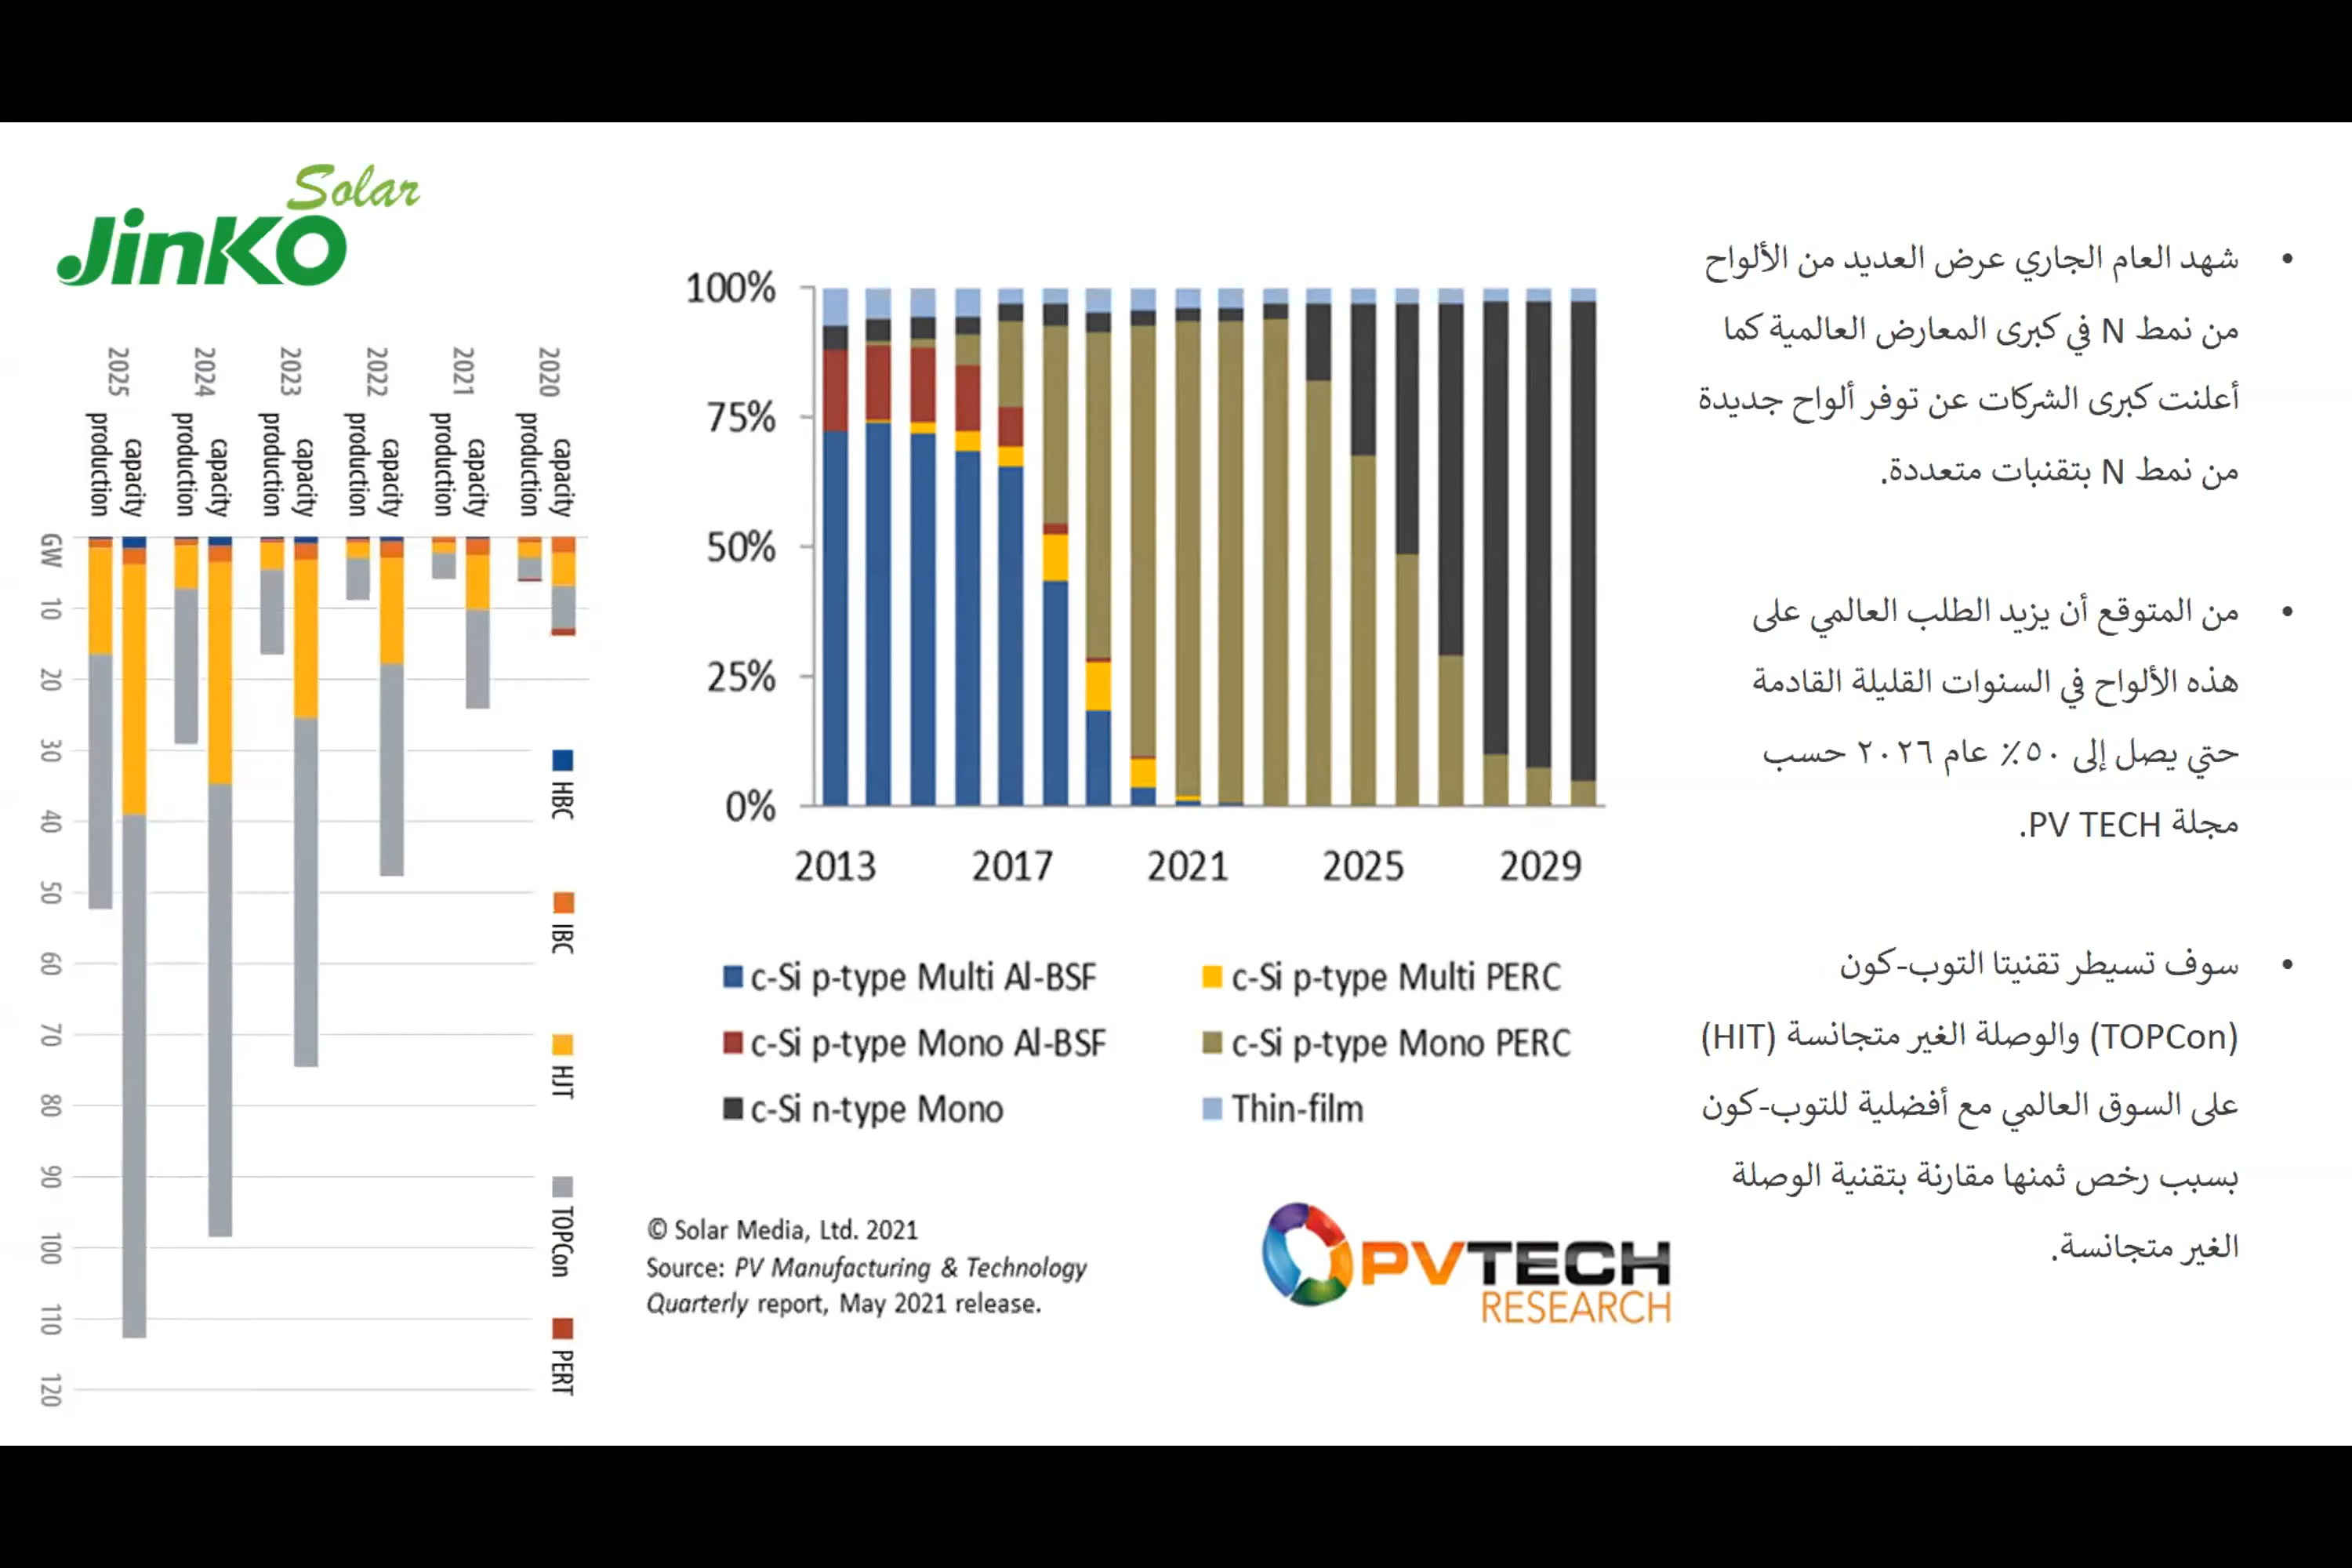 Solar
JinKO
شهد العام الجاري عرض العديد من الألواح
من نمط N في كبرى المعارض العالمية كما
أعلنت كبرى الشركات عن توفر ألواح جديدة
من نمط N بتقنبات متعددة.
من المتوقع أن يزيد الطلب العالمي على
هذه الألواح في السنوات القليلة القادمة
حتي يصل إلى ٥٠٪ عام ٢٠٢٦ حسب
مجلة PV TECH.
سوف تسيطر تقنيتا التوب-كون
(TOPCon) والوصلة الغير متجانسة (HIT)
على السوق العالمي مع أفضلية للتوب-كون
بسبب رخص ثمنها مقارنة بتقنية الوصلة
الغير متجانسة.
100%
75%
50%
25%
0%
2013 2017 2021 2025 2029
c-Si p-type Multi Al-BSF
c-Si p-type Multi PERC
c-Si p-type Mono Al-BSF
c-Si p-type Mono PERC
c-Si n-type Mono
Thin-film
© Solar Media, Ltd. 2021
Source: PV Manufacturing & Technology
Quarterly report, May 2021 release.
PVTECH
RESEARCH
2020
capacity
production
2021
capacity
production
2022
capacity
production
2023
capacity
production
2024
capacity
production
2025
capacity
production
GW 10 20 30 40 50 60 70 80 90 100 110 120
HBC
IBC
HJT
TOPCon
PERT